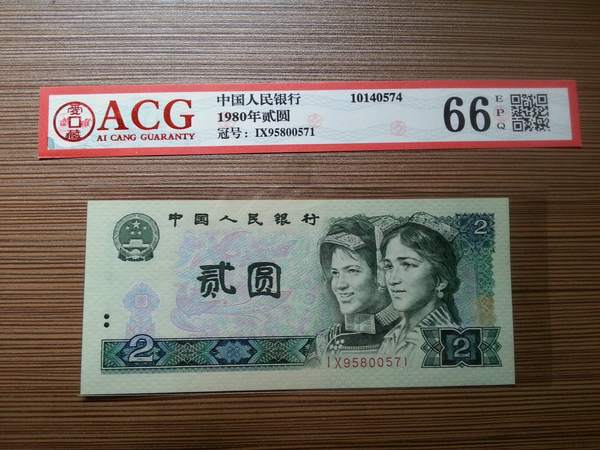 ACG
AI CANG GUARANTY
中国人民银行
10140574
1980年贰圆
冠号：IX95800571
66
EPQ
中国人民银行
贰圆
2
2
2
IX95800571